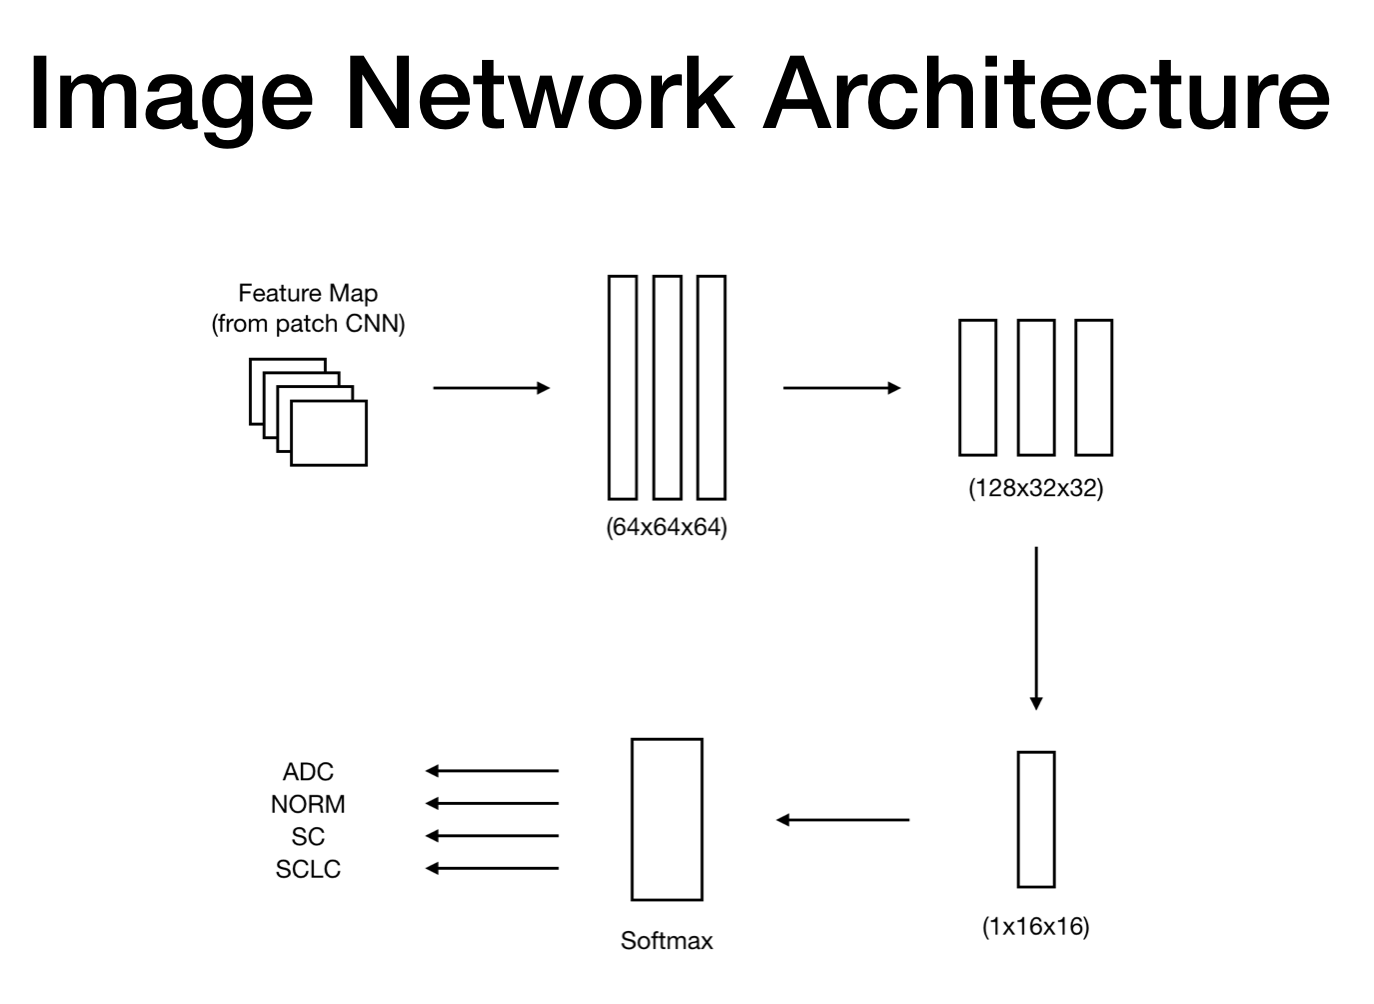 Image Network Architecture
Feature Map
(from patch CNN)
(64x64x64)
(128x32x32)
(1x16x16)
Softmax
ADC
NORM
SC
SCLC